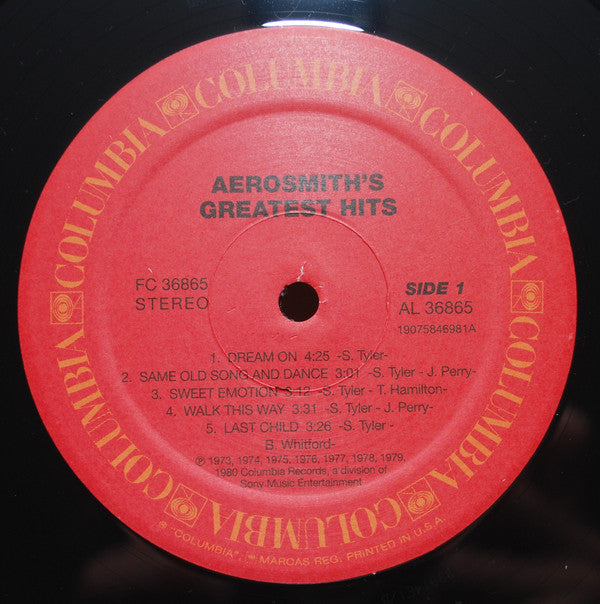 COLUMBIA COLUMBIA COLUMBIA COLUMBIA COLUMBIA COLUMBIA COLUMBIA COLUMBIA COLUMBIA
AEROSMITH'S
GREATEST HITS
FC 36865
STEREO
SIDE 1
AL 36865
19075846981A
1. DREAM ON 4:25 -S. Tyler-
2. SAME OLD SONG AND DANCE 3:01 -S. Tyler - J. Perry-
3. SWEET EMOTION 3:12 -S. Tyler - T. Hamilton-
4. WALK THIS WAY 3:31 -S. Tyler - J. Perry-
5. LAST CHILD 3:26 -S. Tyler -
B. Whitford-
℗ 1973, 1974, 1975, 1976, 1977, 1978, 1979,
1980 Columbia Records, a division of
Sony Music Entertainment
"COLUMBIA", MARCAS REG. PRINTED IN U.S.A.